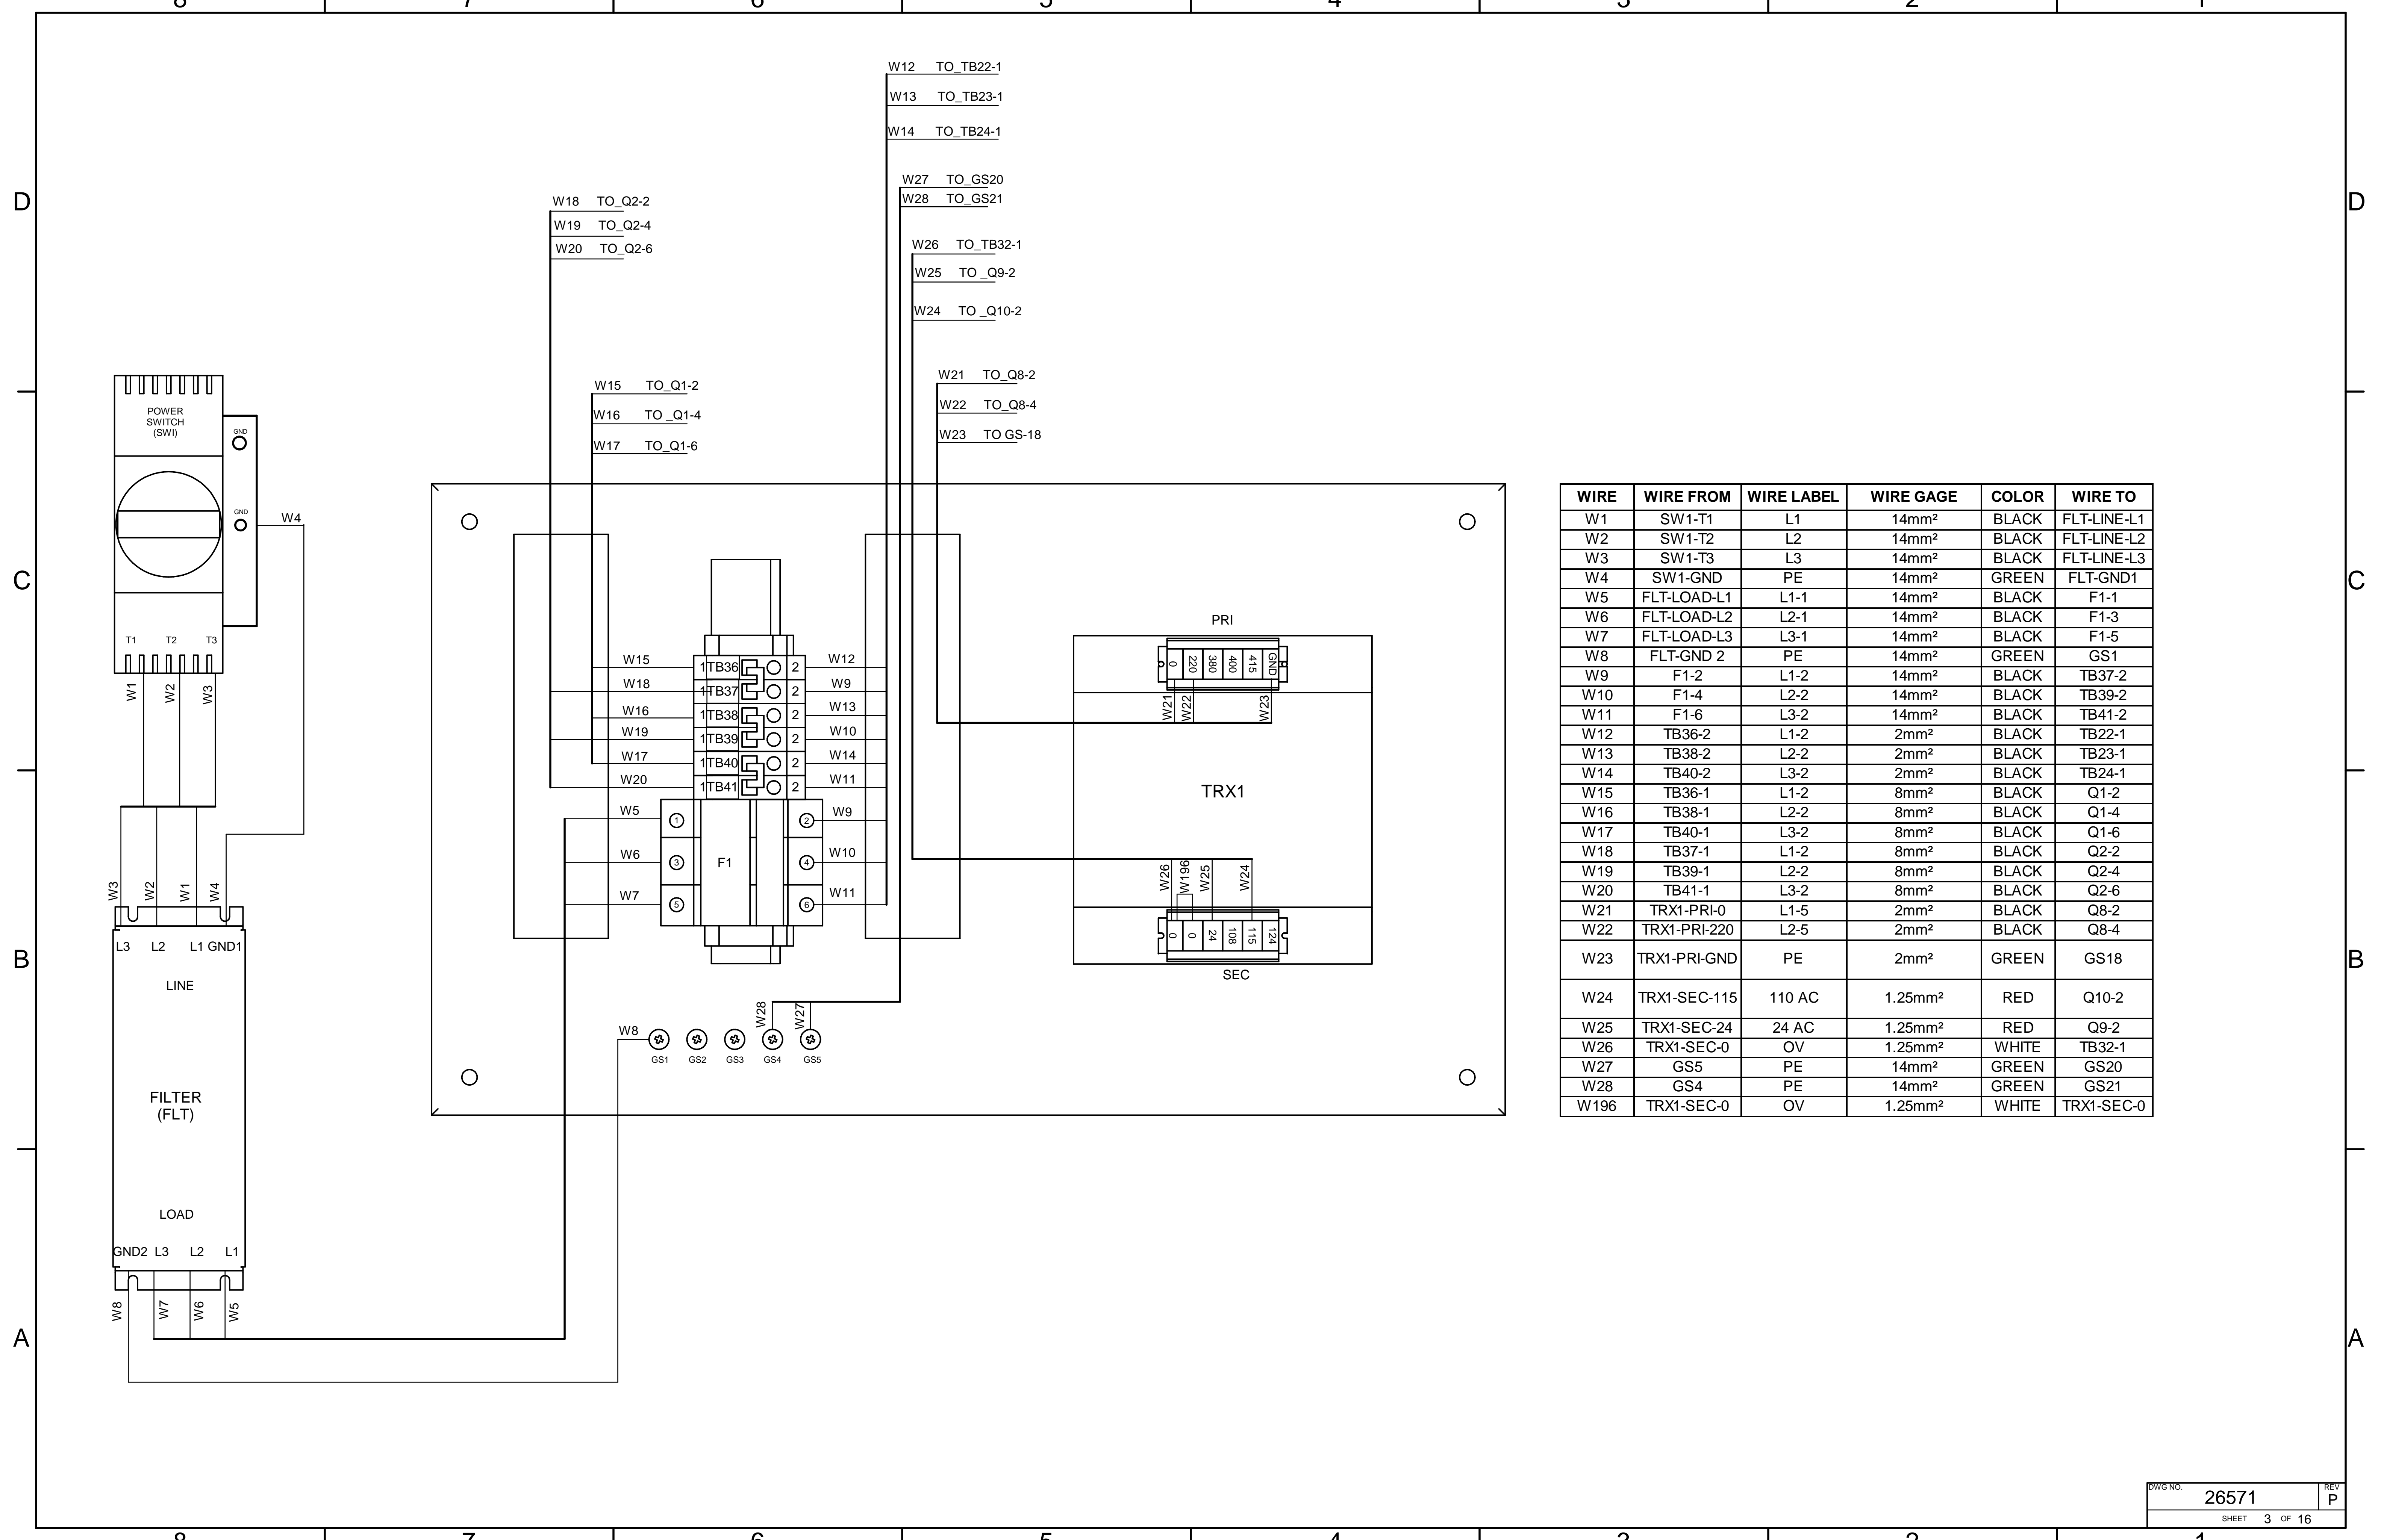 8 7 6 5 4 3 2 1
W12 TO_TB22-1
W13 TO_TB23-1
W14 TO_TB24-1
W27 TO_GS20
W28 TO_GS21
D D
W18 TO_Q2-2
W19 TO_Q2-4
W20 TO_Q2-6
W26 TO_TB32-1
W25 TO _Q9-2
W24 TO _Q10-2
W15 TO_Q1-2
W16 TO _Q1-4
W17 TO_Q1-6
W21 TO_Q8-2
W22 TO_Q8-4
W23 TO GS-18
POWER
SWITCH
(SWI)
GND
GND
W4
T1 T2 T3
W1 W2 W3
C C
W3 W2 W1 W4
L3 L2 L1 GND1
LINE
FILTER
(FLT)
LOAD
GND2 L3 L2 L1
W8 W7 W6 W5
W15 1 TB36 2 W12
W18 1 TB37 2 W9
W16 1 TB38 2 W13
W19 1 TB39 2 W10
W17 1 TB40 2 W14
W20 1 TB41 2 W11
W5 1 2 W9
W6 3 F1 4 W10
W7 5 6 W11
W28 W27
W8
GS1 GS2 GS3 GS4 GS5
PRI
0 220 380 400 415 GND
W21 W22 W23
TRX1
W26 W196 W25 W24
0 0 24 108 115 124
SEC
WIRE WIRE FROM WIRE LABEL WIRE GAGE COLOR WIRE TO
W1 SW1-T1 L1 14mm² BLACK FLT-LINE-L1
W2 SW1-T2 L2 14mm² BLACK FLT-LINE-L2
W3 SW1-T3 L3 14mm² BLACK FLT-LINE-L3
W4 SW1-GND PE 14mm² GREEN FLT-GND1
W5 FLT-LOAD-L1 L1-1 14mm² BLACK F1-1
W6 FLT-LOAD-L2 L2-1 14mm² BLACK F1-3
W7 FLT-LOAD-L3 L3-1 14mm² BLACK F1-5
W8 FLT-GND 2 PE 14mm² GREEN GS1
W9 F1-2 L1-2 14mm² BLACK TB37-2
W10 F1-4 L2-2 14mm² BLACK TB39-2
W11 F1-6 L3-2 14mm² BLACK TB41-2
W12 TB36-2 L1-2 2mm² BLACK TB22-1
W13 TB38-2 L2-2 2mm² BLACK TB23-1
W14 TB40-2 L3-2 2mm² BLACK TB24-1
W15 TB36-1 L1-2 8mm² BLACK Q1-2
W16 TB38-1 L2-2 8mm² BLACK Q1-4
W17 TB40-1 L3-2 8mm² BLACK Q1-6
W18 TB37-1 L1-2 8mm² BLACK Q2-2
W19 TB39-1 L2-2 8mm² BLACK Q2-4
W20 TB41-1 L3-2 8mm² BLACK Q2-6
W21 TRX1-PRI-0 L1-5 2mm² BLACK Q8-2
W22 TRX1-PRI-220 L2-5 2mm² BLACK Q8-4
W23 TRX1-PRI-GND PE 2mm² GREEN GS18
W24 TRX1-SEC-115 110 AC 1.25mm² RED Q10-2
W25 TRX1-SEC-24 24 AC 1.25mm² RED Q9-2
W26 TRX1-SEC-0 OV 1.25mm² WHITE TB32-1
W27 GS5 PE 14mm² GREEN GS20
W28 GS4 PE 14mm² GREEN GS21
W196 TRX1-SEC-0 OV 1.25mm² WHITE TRX1-SEC-0
B B
A A
DWG NO. 26571 REV P
SHEET 3 OF 16
8 7 6 5 4 3 2 1